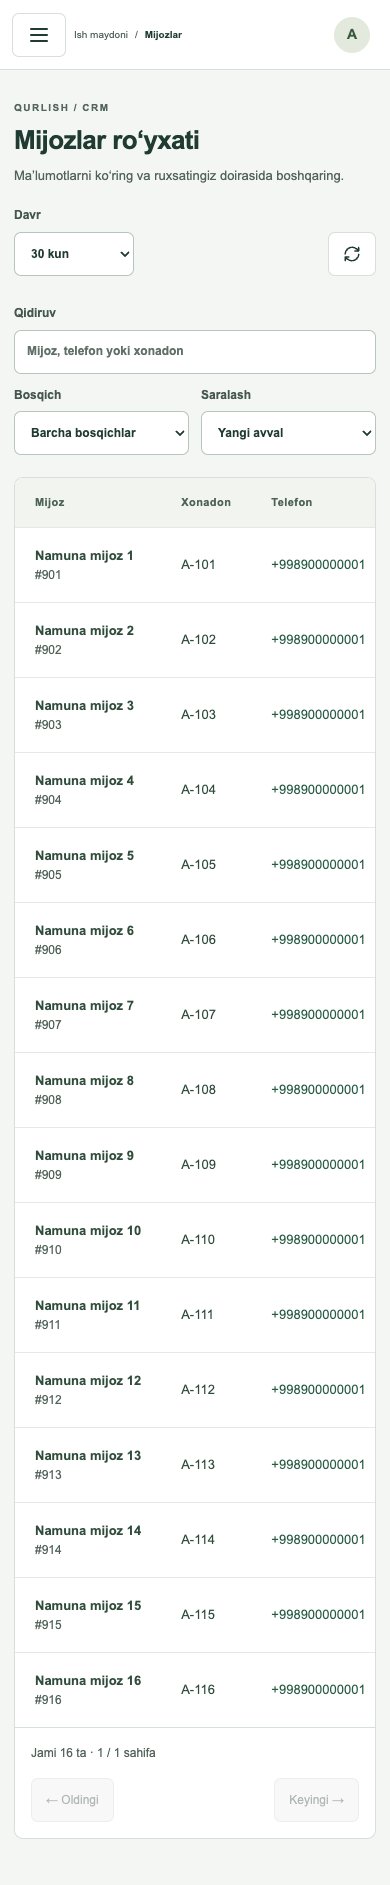 Ish maydoni / Mijozlar
A
QURLISH / CRM
Mijozlar ro‘yxati
Ma’lumotlarni ko‘ring va ruxsatingiz doirasida boshqaring.
Davr
30 kun
Qidiruv
Mijoz, telefon yoki xonadon
Bosqich Saralash
Barcha bosqichlar Yangi avval
Mijoz Xonadon Telefon
Namuna mijoz 1
#901
A-101 +998900000001
Namuna mijoz 2
#902
A-102 +998900000001
Namuna mijoz 3
#903
A-103 +998900000001
Namuna mijoz 4
#904
A-104 +998900000001
Namuna mijoz 5
#905
A-105 +998900000001
Namuna mijoz 6
#906
A-106 +998900000001
Namuna mijoz 7
#907
A-107 +998900000001
Namuna mijoz 8
#908
A-108 +998900000001
Namuna mijoz 9
#909
A-109 +998900000001
Namuna mijoz 10
#910
A-110 +998900000001
Namuna mijoz 11
#911
A-111 +998900000001
Namuna mijoz 12
#912
A-112 +998900000001
Namuna mijoz 13
#913
A-113 +998900000001
Namuna mijoz 14
#914
A-114 +998900000001
Namuna mijoz 15
#915
A-115 +998900000001
Namuna mijoz 16
#916
A-116 +998900000001
Jami 16 ta · 1 / 1 sahifa
← Oldingi Keyingi →